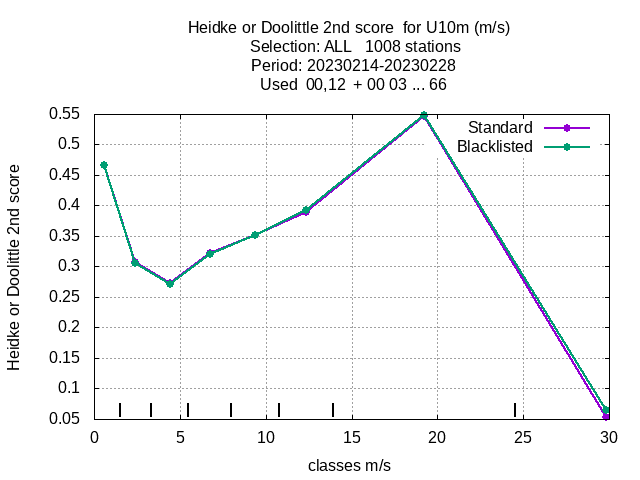 Heidke or Doolittle 2nd score  for U10m (m/s)
Selection: ALL   1008 stations
Period: 20230214-20230228
Used  00,12  + 00 03 ... 66
Standard
Blacklisted
Heidke or Doolittle 2nd score
0.55
0.5
0.45
0.4
0.35
0.3
0.25
0.2
0.15
0.1
0.05
0 5 10 15 20 25 30
classes m/s